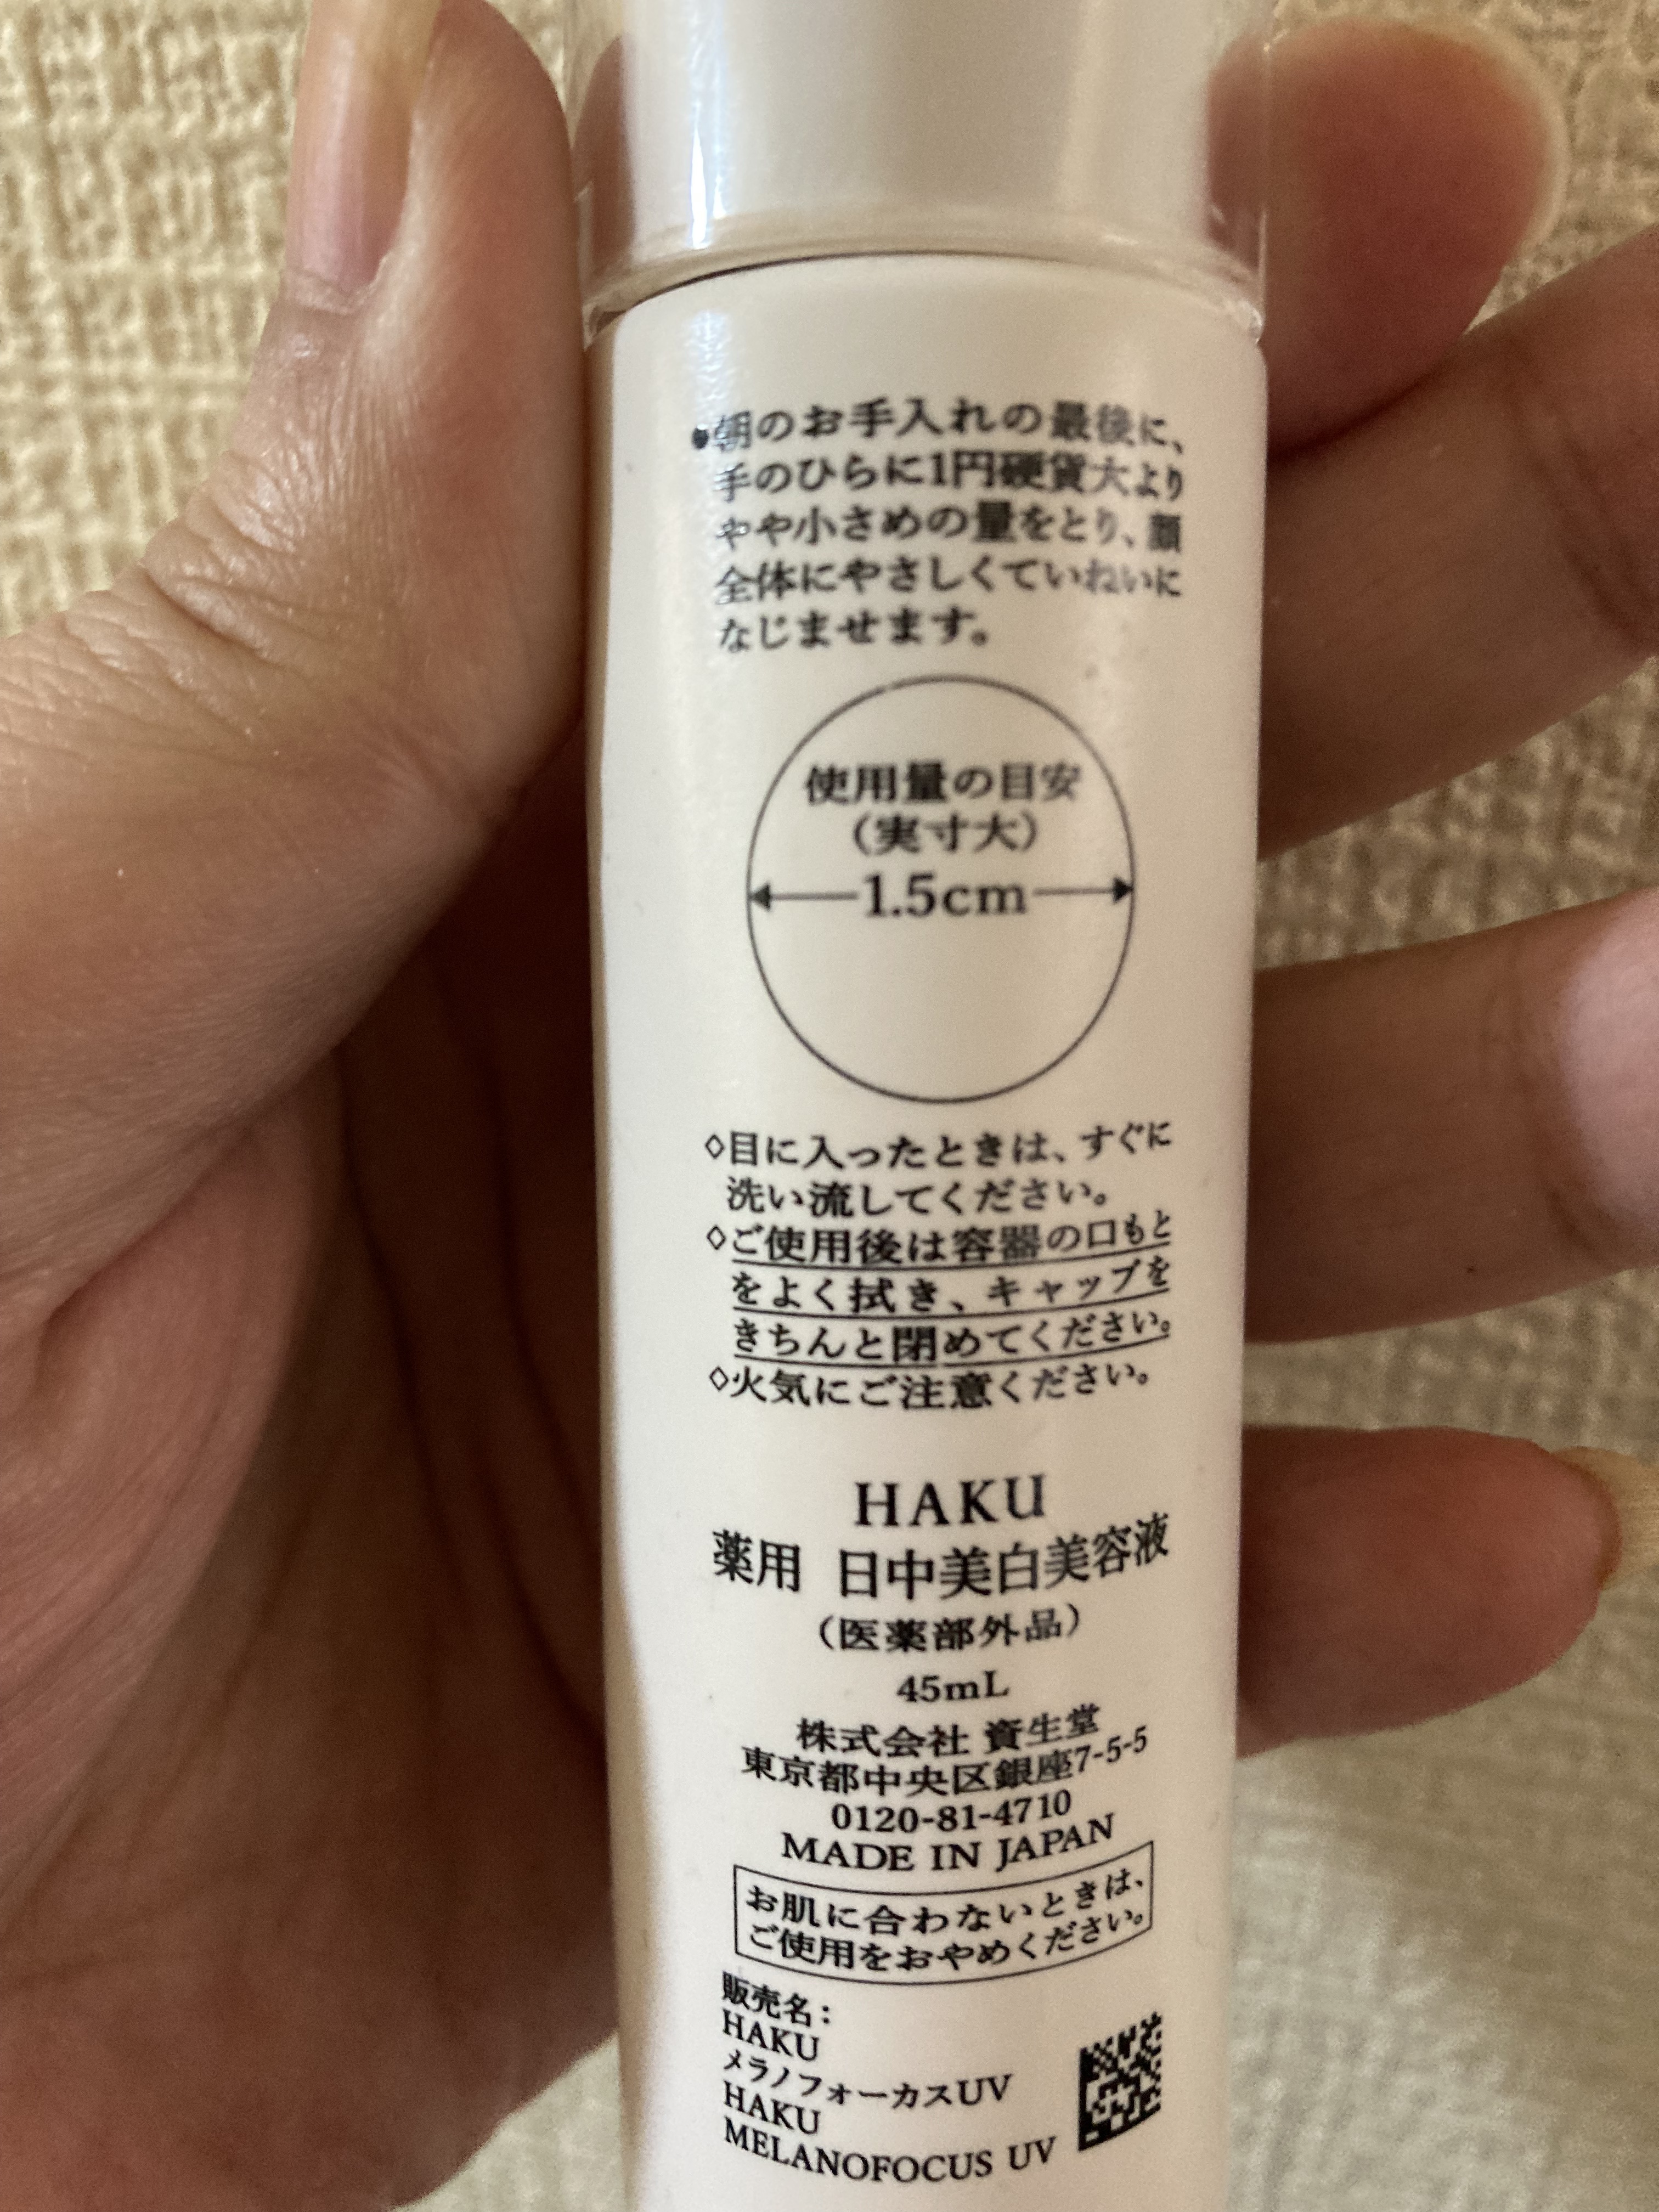 •朝のお手入れの最後に、
手のひらに1円硬貨大より
やや小さめの量をとり、顔
全体にやさしくていねいに
なじませます。
使用量の目安
（実寸大）
1.5cm
◇目に入ったときは、すぐに
洗い流してください。
◇ご使用後は容器の口もと
をよく拭き、キャップを
きちんと閉めてください。
◇火気にご注意ください。
HAKU
薬用 日中美白美容液
（医薬部外品）
45mL
株式会社 資生堂
東京都中央区銀座7-5-5
0120-81-4710
MADE IN JAPAN
お肌に合わないときは、
ご使用をおやめください。
販売名：
HAKU
メラノフォーカスUV
HAKU
MELANOFOCUS UV